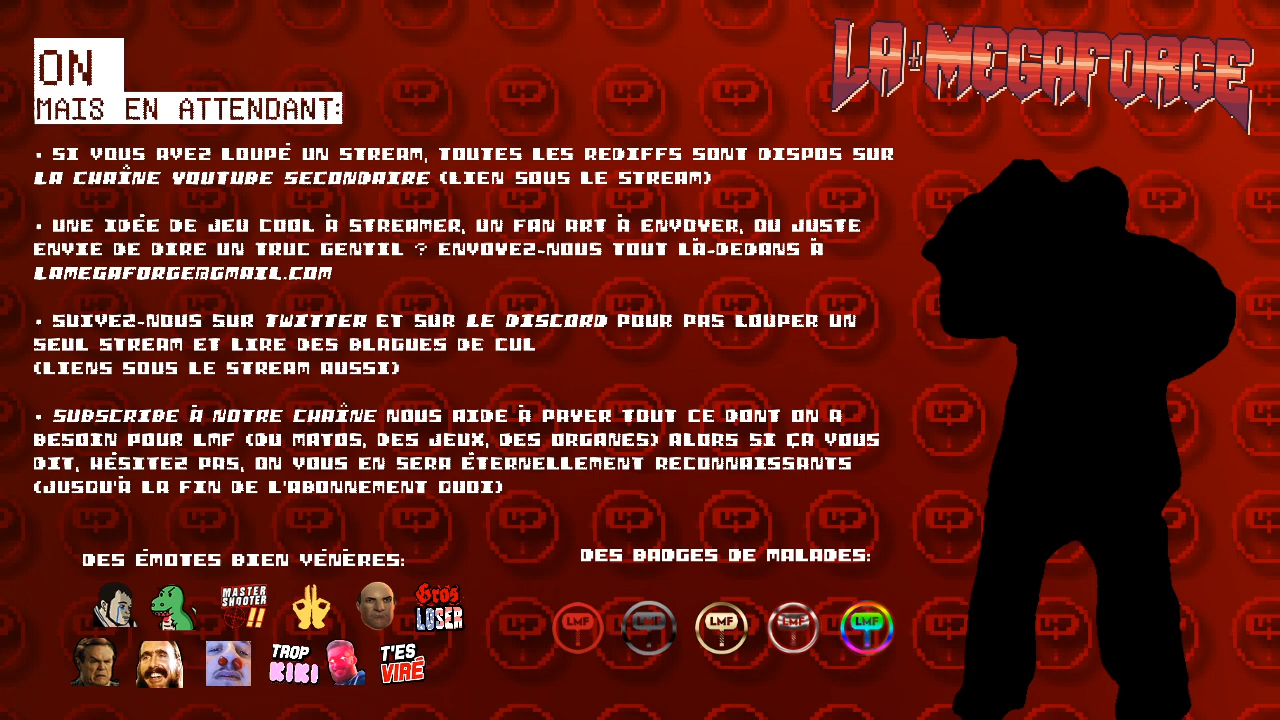 ON
MAIS EN ATTENDANT:
LA MEGAFORGE
• SI VOUS AVEZ LOUPÉ UN STREAM, TOUTES LES REDIFFS SONT DISPOS SUR
LA CHAÎNE YOUTUBE SECONDAIRE (LIEN SOUS LE STREAM)
• UNE IDÉE DE JEU COOL À STREAMER, UN FAN ART À ENVOYER, OU JUSTE
ENVIE DE DIRE UN TRUC GENTIL ? ENVOYEZ-NOUS TOUT LÀ-DEDANS À
LAMEGAFORGE@GMAIL.COM
• SUIVEZ-NOUS SUR TWITTER ET SUR LE DISCORD POUR PAS LOUPER UN
SEUL STREAM ET LIRE DES BLAGUES DE CUL
(LIENS SOUS LE STREAM AUSSI)
• SUBSCRIBE À NOTRE CHAÎNE NOUS AIDE À PAYER TOUT CE DONT ON A
BESOIN POUR LMF (DU MATOS, DES JEUX, DES ORGANES) ALORS SI ÇA VOUS
DIT, HÉSITEZ PAS, ON VOUS EN SERA ÉTERNELLEMENT RECONNAISSANTS
(JUSQU'À LA FIN DE L'ABONNEMENT QUOI)
DES ÉMOTES BIEN VÉNÈRES:
DES BADGES DE MALADES:
MASTER
SHOOTER
!!
GrOs
LOSER
TROP
KIKI
T'ES
VIRÉ
LMF
LMF
LMF
LMF
LMF